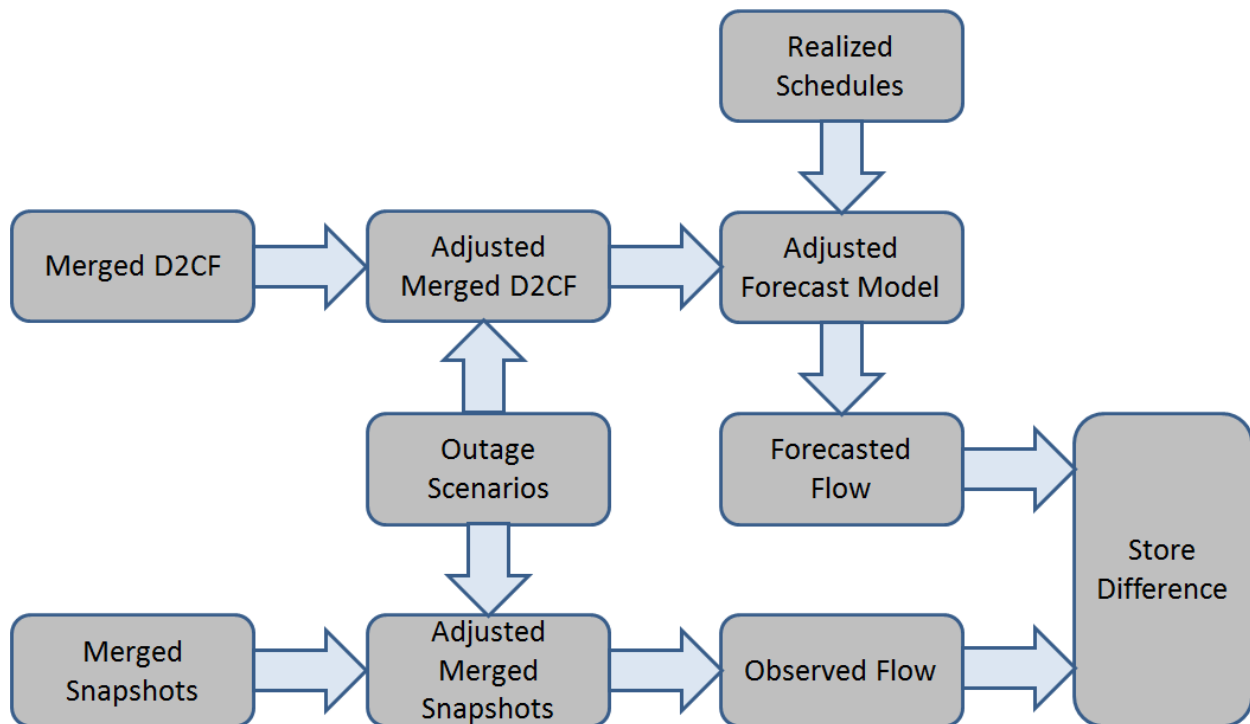 Realized
Schedules
Merged D2CF
Adjusted
Merged D2CF
Adjusted
Forecast Model
Outage
Scenarios
Forecasted
Flow
Store
Difference
Merged
Snapshots
Adjusted
Merged
Snapshots
Observed Flow